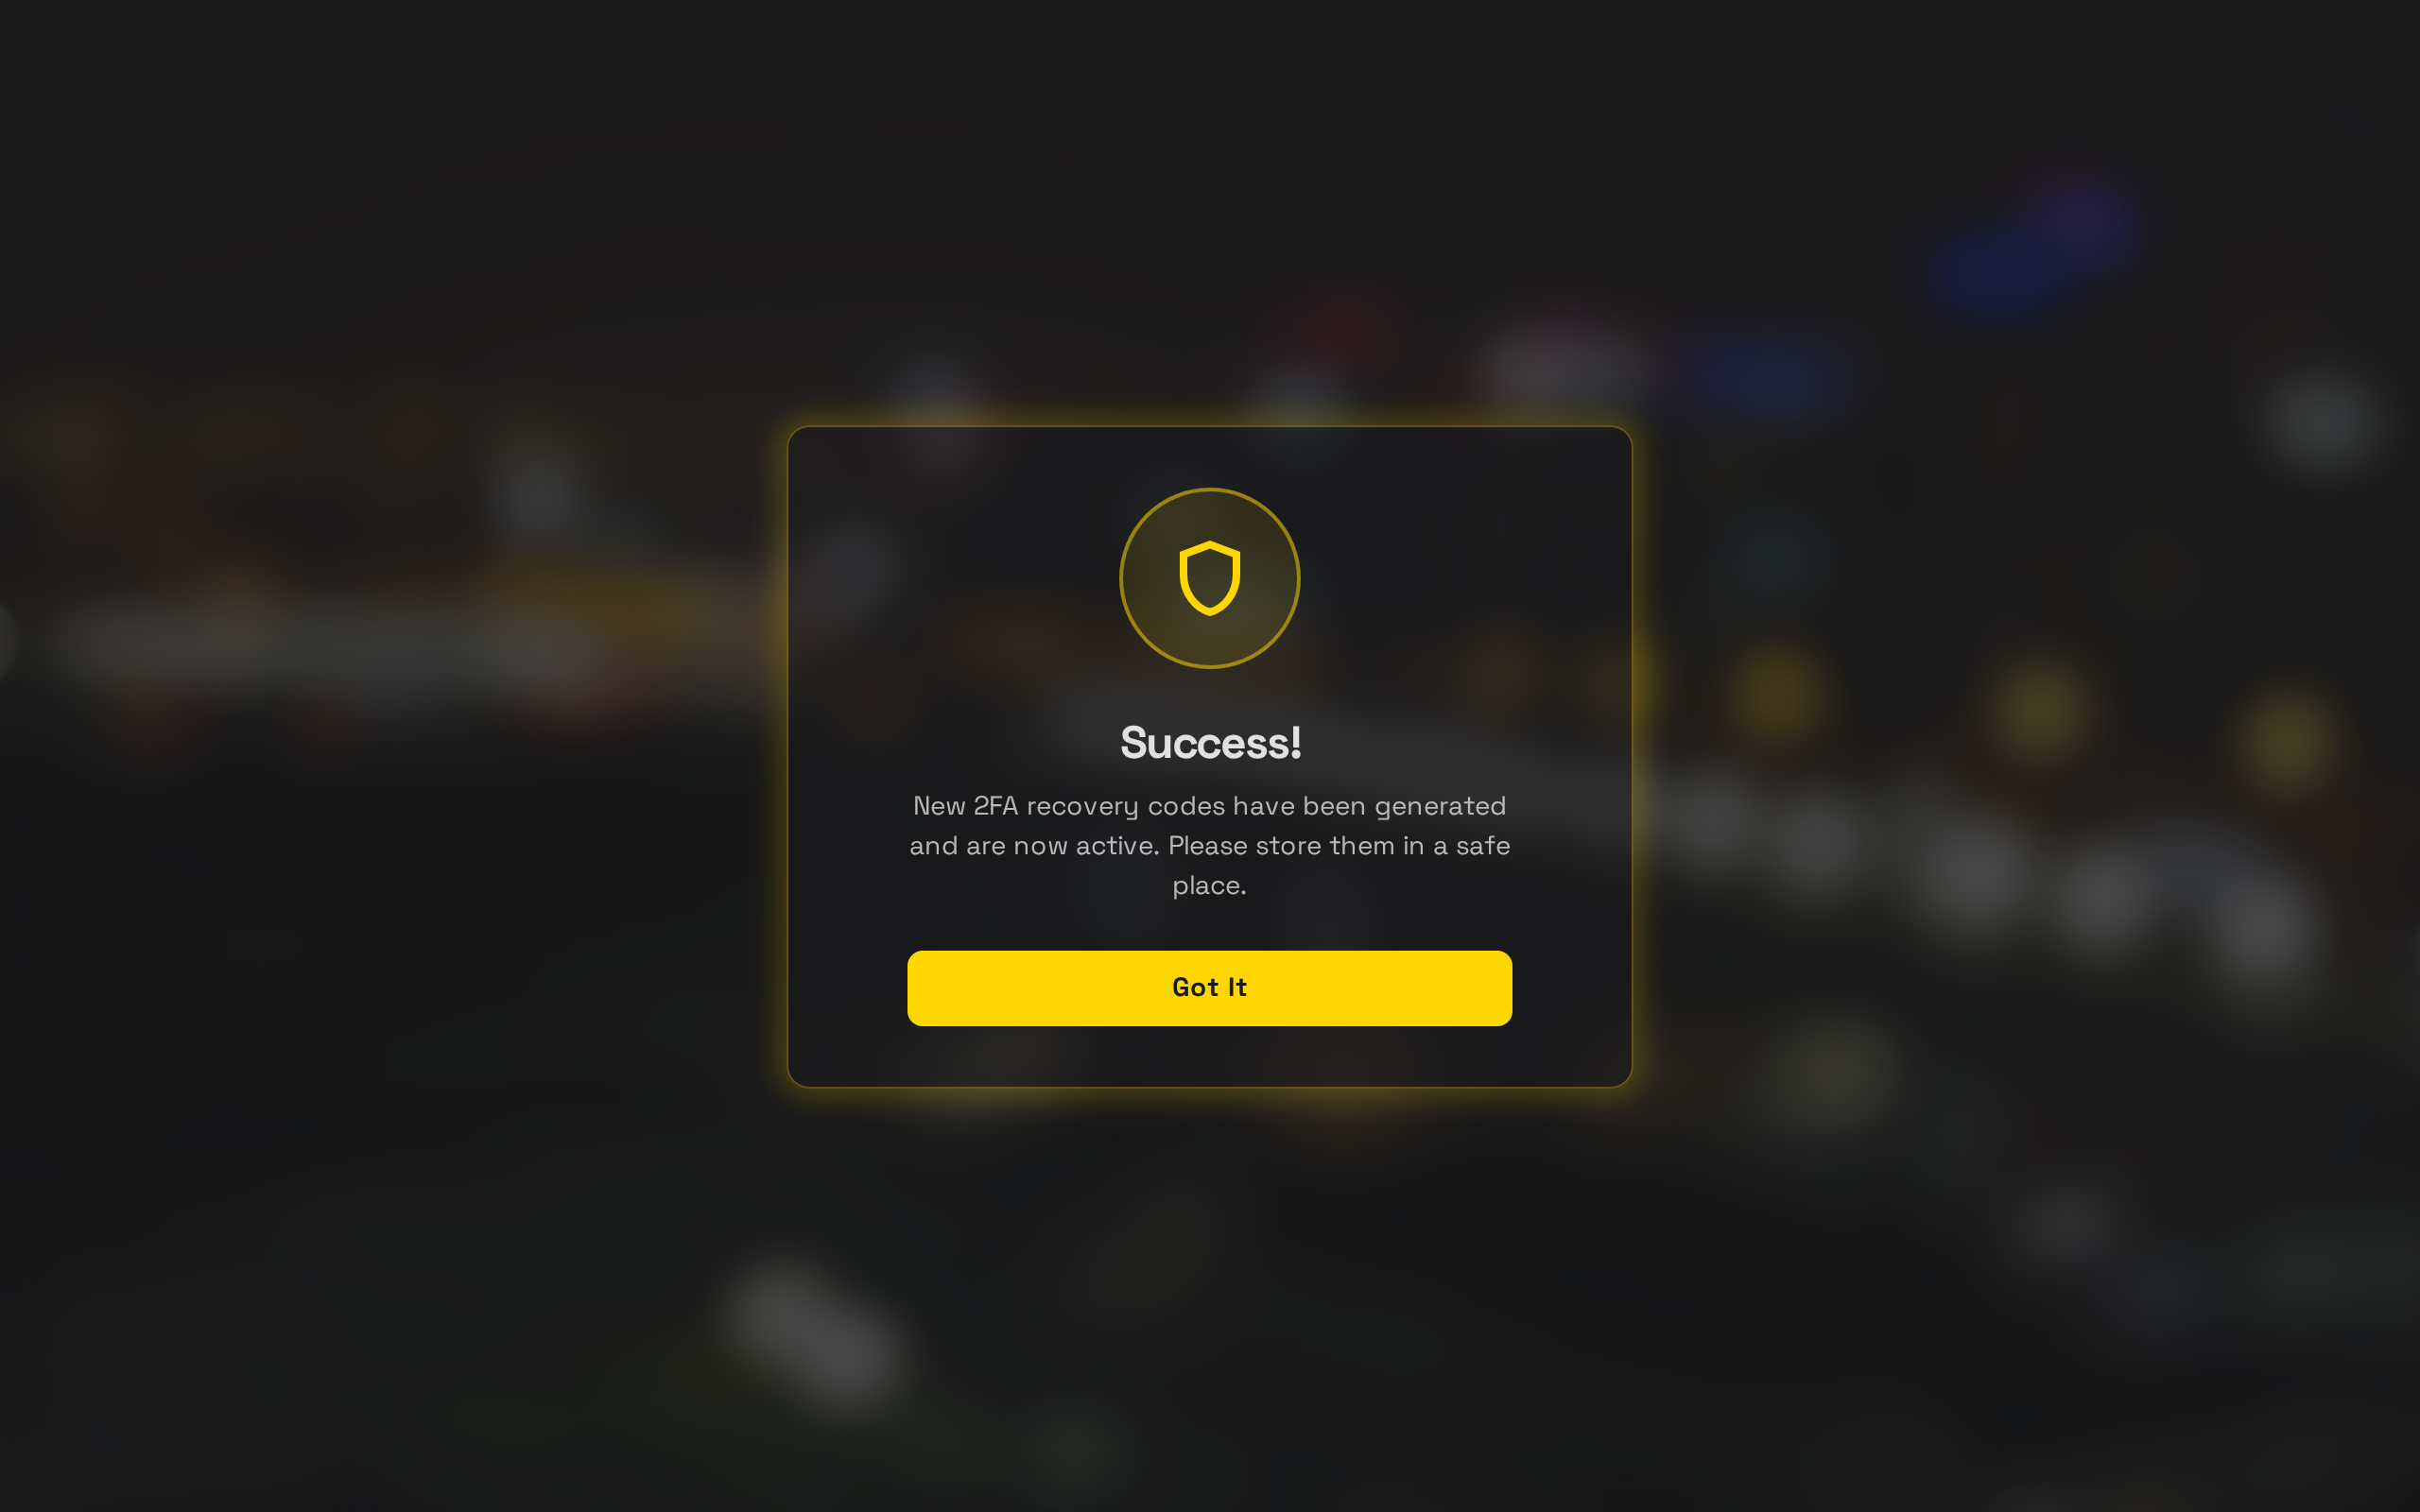 Success!
New 2FA recovery codes have been generated
and are now active. Please store them in a safe
place.
Got It